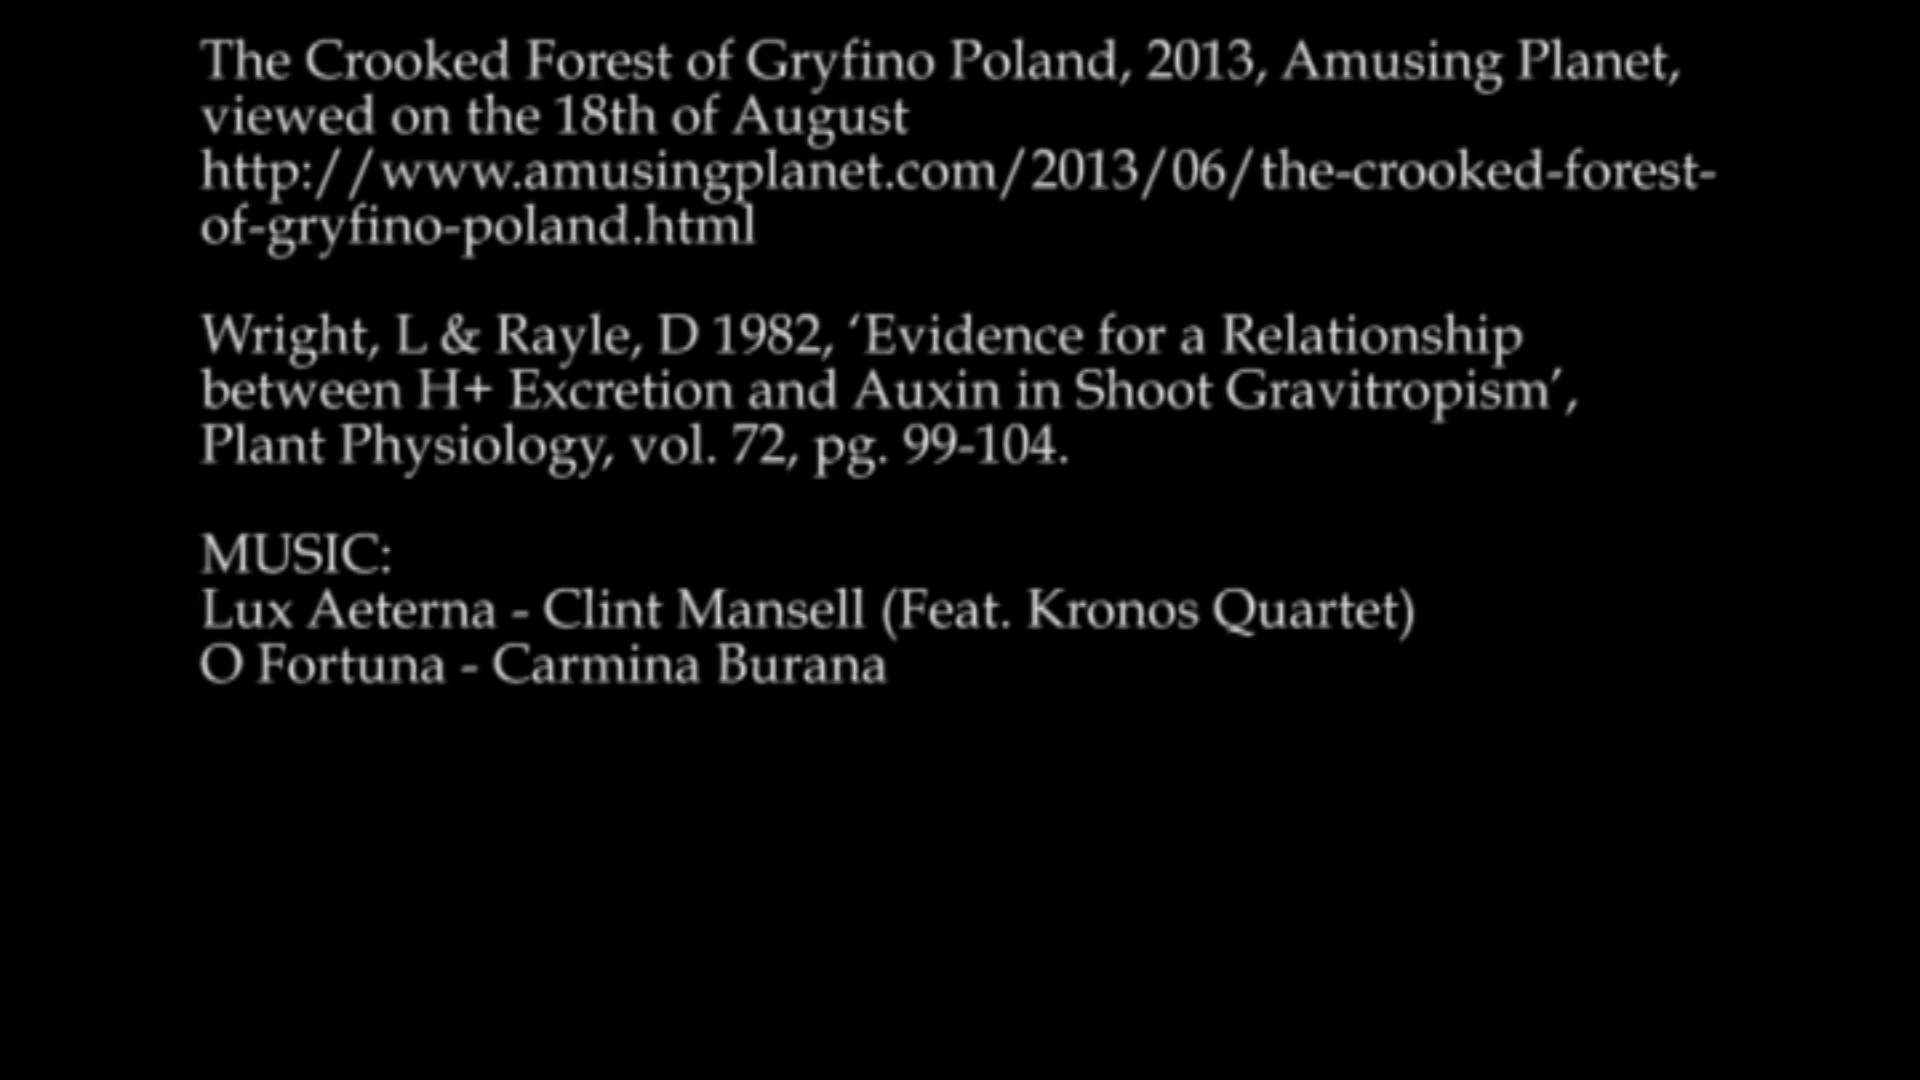 The Crooked Forest of Gryfino Poland, 2013, Amusing Planet,
viewed on the 18th of August
http://www.amusingplanet.com/2013/06/the-crooked-forest-
of-gryfino-poland.html
Wright, L & Rayle, D 1982, ‘Evidence for a Relationship
between H+ Excretion and Auxin in Shoot Gravitropism’,
Plant Physiology, vol. 72, pg. 99-104.
MUSIC:
Lux Aeterna - Clint Mansell (Feat. Kronos Quartet)
O Fortuna - Carmina Burana